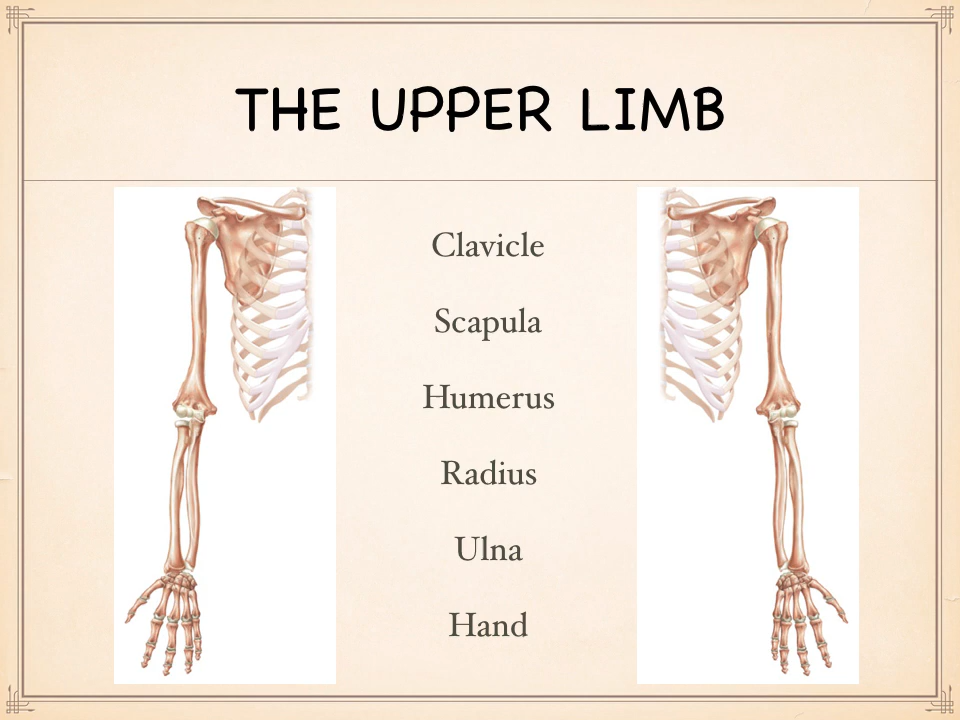 THE UPPER LIMB
Clavicle
Scapula
Humerus
Radius
Ulna
Hand